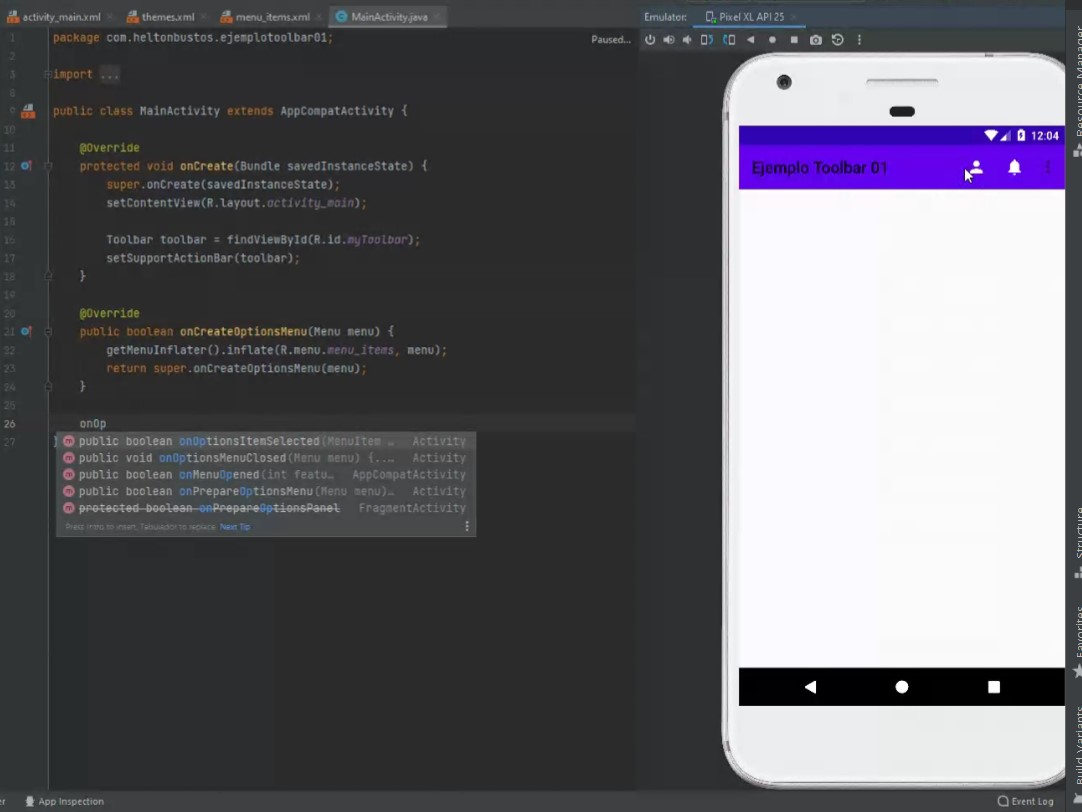 activity_main.xml themes.xml menu_items.xml MainActivity.java Emulator: Pixel XL API 25
1 package com.heltonbustos.ejemplotoolbar01; Paused...
2
3 import ...
8
9 public class MainActivity extends AppCompatActivity {
10
11 @Override
12 protected void onCreate(Bundle savedInstanceState) {
13 super.onCreate(savedInstanceState);
14 setContentView(R.layout.activity_main);
15
16 Toolbar toolbar = findViewById(R.id.myToolbar);
17 setSupportActionBar(toolbar);
18 }
19
20 @Override
21 public boolean onCreateOptionsMenu(Menu menu) {
22 getMenuInflater().inflate(R.menu.menu_items, menu);
23 return super.onCreateOptionsMenu(menu);
24 }
25
26 onOp
27 }
public boolean onOptionsItemSelected(MenuItem … Activity
public void onOptionsMenuClosed(Menu menu) {... Activity
public boolean onMenuOpened(int featu… AppCompatActivity
public boolean onPrepareOptionsMenu(Menu menu)… Activity
protected boolean onPrepareOptionsPanel FragmentActivity
Press Intro to insert, Tabulador to replace Next Tip
12:04
Ejemplo Toolbar 01
Resource Manager
Structure
Favorites
Build Variants
App Inspection
Event Log